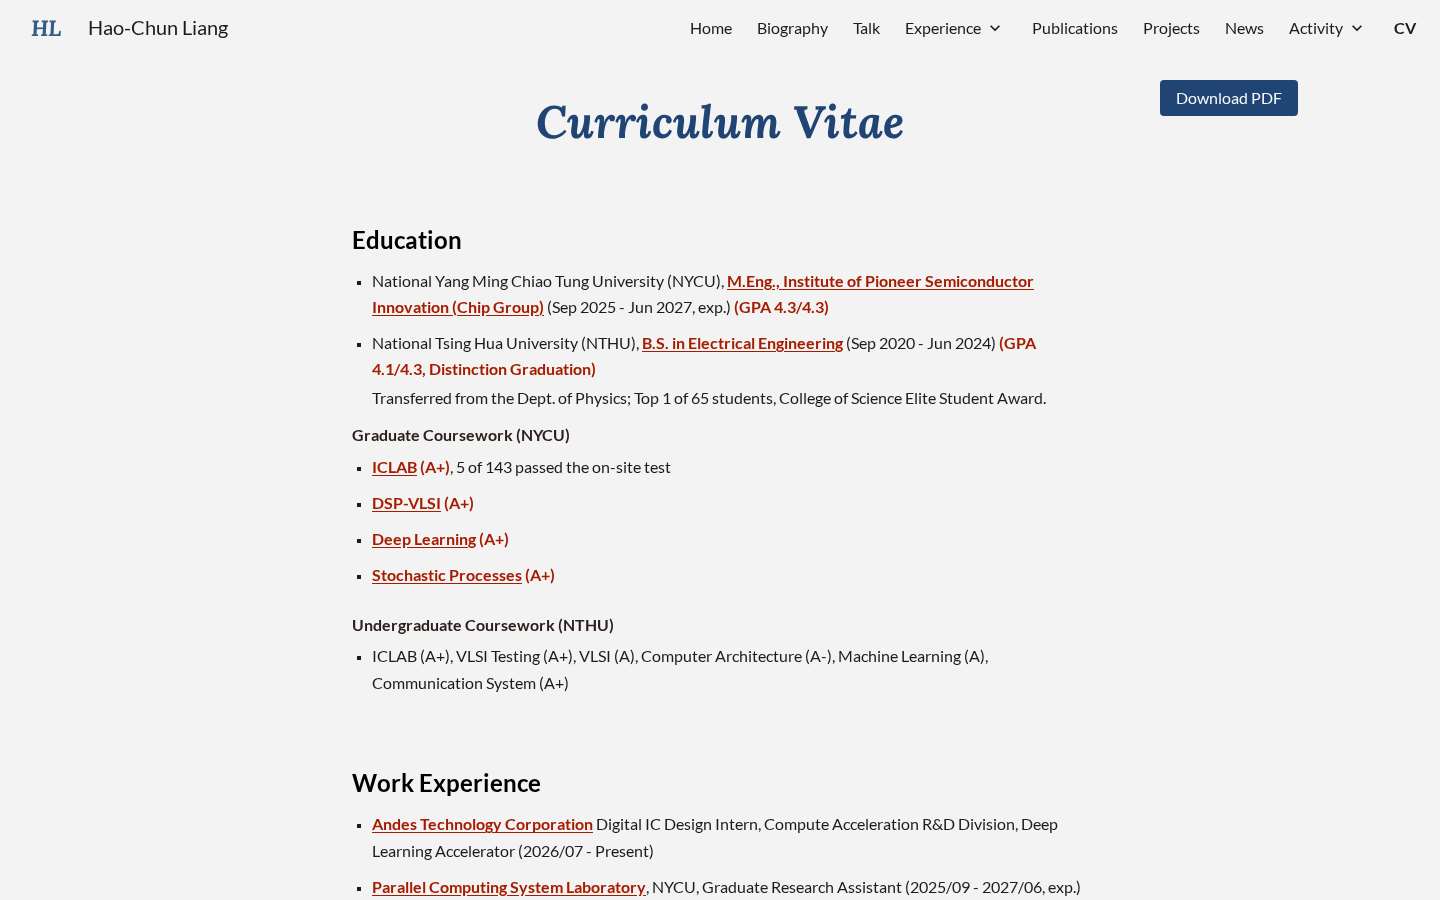 HL Hao-Chun Liang Home Biography Talk Experience Publications Projects News Activity CV
Download PDF
Curriculum Vitae
Education
▪ National Yang Ming Chiao Tung University (NYCU), M.Eng., Institute of Pioneer Semiconductor
Innovation (Chip Group) (Sep 2025 - Jun 2027, exp.) (GPA 4.3/4.3)
▪ National Tsing Hua University (NTHU), B.S. in Electrical Engineering (Sep 2020 - Jun 2024) (GPA
4.1/4.3, Distinction Graduation)
Transferred from the Dept. of Physics; Top 1 of 65 students, College of Science Elite Student Award.
Graduate Coursework (NYCU)
▪ ICLAB (A+), 5 of 143 passed the on-site test
▪ DSP-VLSI (A+)
▪ Deep Learning (A+)
▪ Stochastic Processes (A+)
Undergraduate Coursework (NTHU)
▪ ICLAB (A+), VLSI Testing (A+), VLSI (A), Computer Architecture (A-), Machine Learning (A),
Communication System (A+)
Work Experience
▪ Andes Technology Corporation Digital IC Design Intern, Compute Acceleration R&D Division, Deep
Learning Accelerator (2026/07 - Present)
▪ Parallel Computing System Laboratory, NYCU, Graduate Research Assistant (2025/09 - 2027/06, exp.)